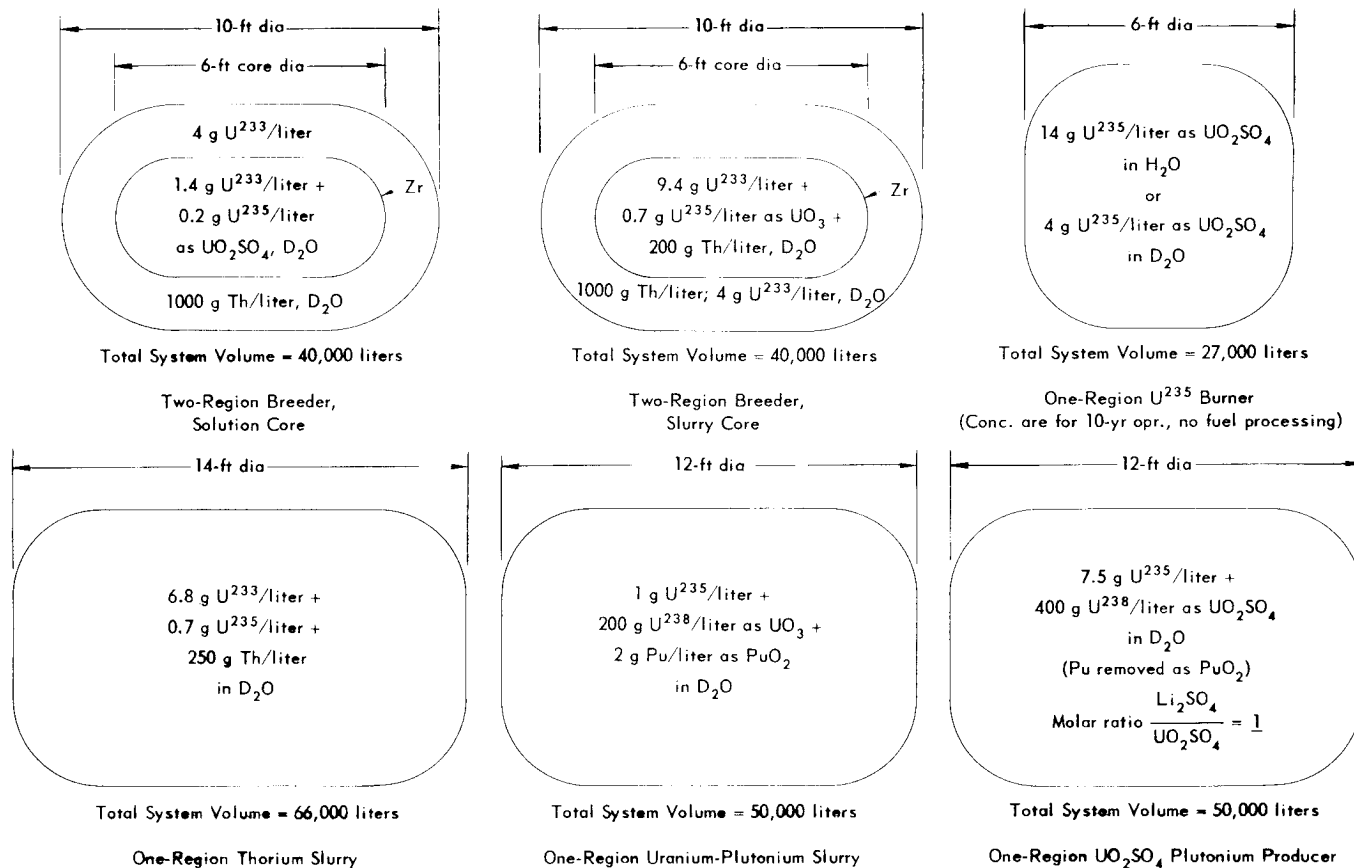 10-ft dia
6-ft core dia
4 g U²³³/liter
1.4 g U²³³/liter +
0.2 g U²³⁵/liter
as UO₂SO₄, D₂O
Zr
1000 g Th/liter, D₂O
Total System Volume = 40,000 liters
Two-Region Breeder,
Solution Core
10-ft dia
6-ft core dia
9.4 g U²³³/liter +
0.7 g U²³⁵/liter as UO₃ +
200 g Th/liter, D₂O
Zr
1000 g Th/liter; 4 g U²³³/liter, D₂O
Total System Volume = 40,000 liters
Two-Region Breeder,
Slurry Core
6-ft dia
14 g U²³⁵/liter as UO₂SO₄
in H₂O
or
4 g U²³⁵/liter as UO₂SO₄
in D₂O
Total System Volume = 27,000 liters
One-Region U²³⁵ Burner
(Conc. are for 10-yr opr., no fuel processing)
14-ft dia
6.8 g U²³³/liter +
0.7 g U²³⁵/liter +
250 g Th/liter
in D₂O
Total System Volume = 66,000 liters
One-Region Thorium Slurry
12-ft dia
1 g U²³⁵/liter +
200 g U²³⁸/liter as UO₃ +
2 g Pu/liter as PuO₂
in D₂O
Total System Volume = 50,000 liters
One-Region Uranium-Plutonium Slurry
12-ft dia
7.5 g U²³⁵/liter +
400 g U²³⁸/liter as UO₂SO₄
in D₂O
(Pu removed as PuO₂)
Li₂SO₄
Molar ratio = 1
UO₂SO₄
Total System Volume = 50,000 liters
One-Region UO₂SO₄ Plutonium Producer